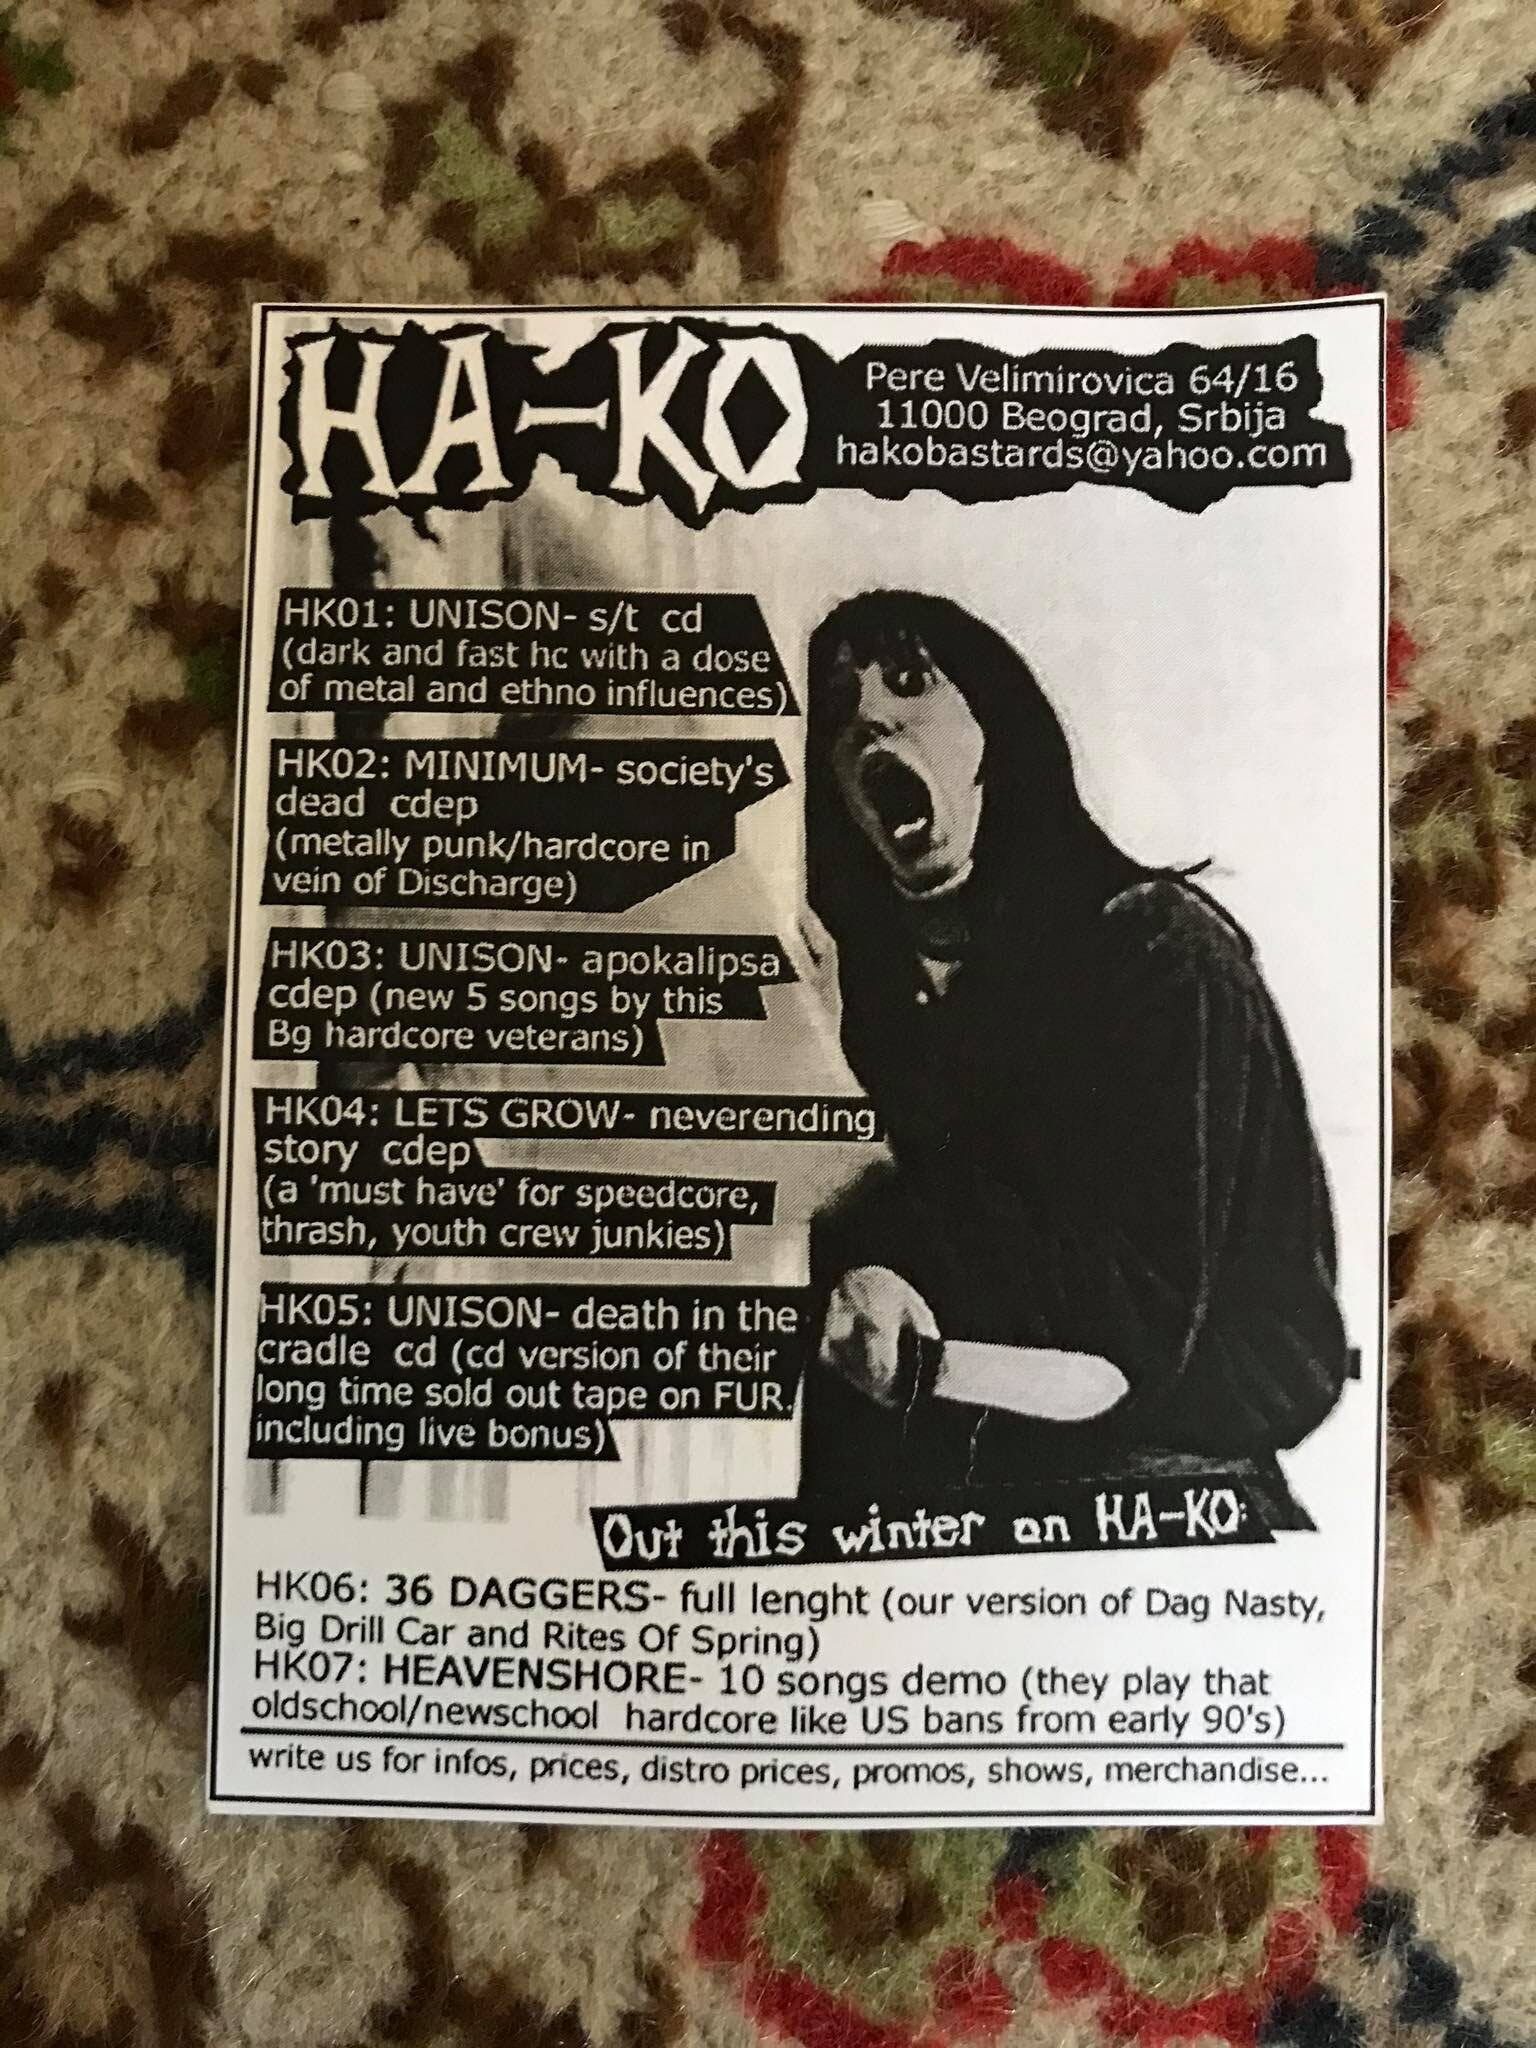 HA-KO
Pere Velimirovica 64/16
11000 Beograd, Srbija
hakobastards@yahoo.com
HK01: UNISON- s/t cd
(dark and fast hc with a dose
of metal and ethno influences)
HK02: MINIMUM- society's
dead cdep
(metally punk/hardcore in
vein of Discharge)
HK03: UNISON- apokalipsa
cdep (new 5 songs by this
Bg hardcore veterans)
HK04: LETS GROW- neverending
story cdep
(a 'must have' for speedcore,
thrash, youth crew junkies)
HK05: UNISON- death in the
cradle cd (cd version of their
long time sold out tape on FUR.
including live bonus)
Out this winter on HA-KO:
HK06: 36 DAGGERS- full lenght (our version of Dag Nasty,
Big Drill Car and Rites Of Spring)
HK07: HEAVENSHORE- 10 songs demo (they play that
oldschool/newschool hardcore like US bans from early 90's)
write us for infos, prices, distro prices, promos, shows, merchandise...